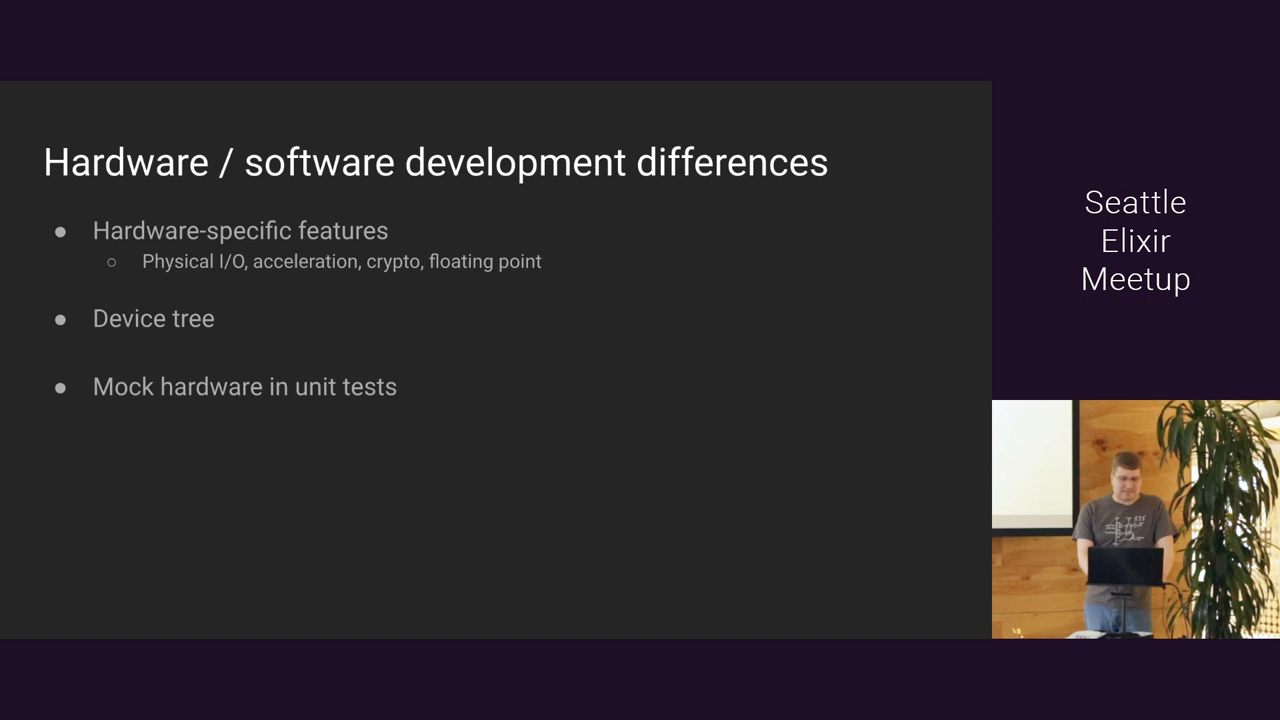 Hardware / software development differences
● Hardware-specific features
○ Physical I/O, acceleration, crypto, floating point
● Device tree
● Mock hardware in unit tests
Seattle
Elixir
Meetup